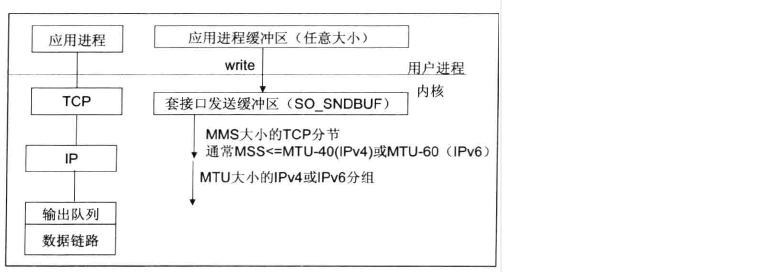 应用进程
应用进程缓冲区（任意大小）
write
用户进程
内核
TCP
套接口发送缓冲区（SO_SNDBUF）
MMS大小的TCP分节
通常MSS<=MTU-40(IPv4)或MTU-60（IPv6）
IP
MTU大小的IPv4或IPv6分组
输出队列
数据链路